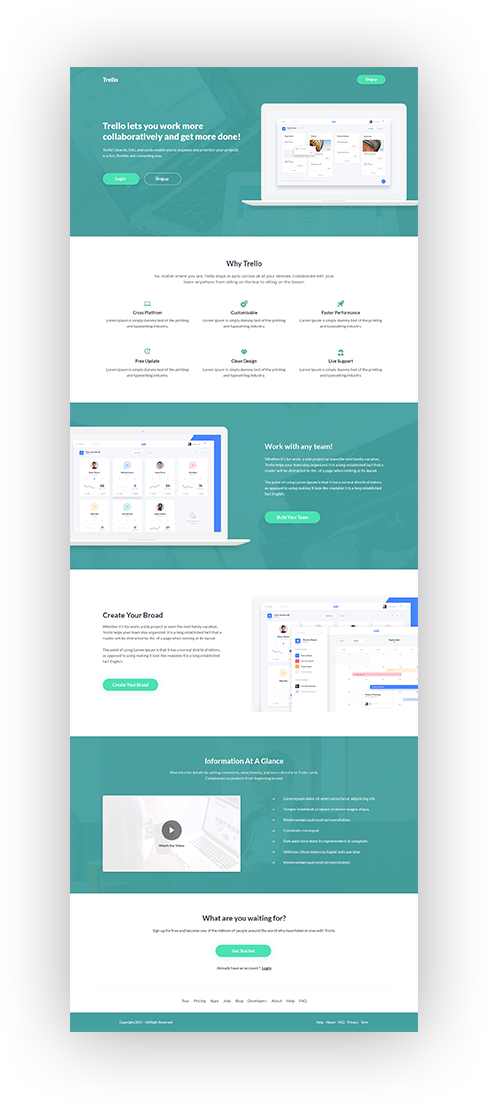 Trello
Singup
Trello lets you work more
collaboratively and get more done!
Trello's boards, lists, and cards enable you to organize and prioritize your projects
in a fun, flexible and rewarding way.
Login
Singup
Why Trello
No matter where you are, Trello stays in sync across all of your devices. Collaborate with your
team anywhere from sitting on the bus to sitting on the beach.
Cross Platfrom
Customisable
Faster Performance
Lorem Ipsum is simply dummy text of the printing
and typesetting industry.
Lorem Ipsum is simply dummy text of the printing
and typesetting industry.
Lorem Ipsum is simply dummy text of the printing
and typesetting industry.
Free Update
Clean Design
Live Support
Lorem Ipsum is simply dummy text of the printing
and typesetting industry.
Lorem Ipsum is simply dummy text of the printing
and typesetting industry.
Lorem Ipsum is simply dummy text of the printing
and typesetting industry.
Work with any team!
Whether it's for work, a side project or even the next family vacation,
Trello helps your team stay organized. It is a long established fact that a
reader will be distracted by the of a page when looking at its layout.
The point of using Lorem Ipsum is that it has a normal distrib of letters,
as opposed to using making it look like readable It is a long established
fact English.
Build Your Team
Create Your Broad
Whether it's for work, a side project or even the next family vacation,
Trello helps your team stay organized. It is a long established fact that a
reader will be distracted by the of a page when looking at its layout.
The point of using Lorem Ipsum is that it has a normal distrib of letters,
as opposed to using making it look like readable It is a long established
fact English.
Create Your Broad
Information At A Glance
Dive into the details by adding comments, attachments, and more directly to Trello cards.
Collaborate on projects from beginning to end.
Watch the Video
Lorem ipsum dolor sit amet consectetur adipisicing elit.
Tempor incididunt ut labore et dolore magna aliqua.
Minim veniam quis nostrud exercitation.
Commodo consequat.
Duis aute irure dolor in reprehenderit in voluptate.
Velit esse cillum dolore eu fugiat nulla pariatur.
Minim veniam quis nostrud exercitation.
What are you waiting for?
Sign up for free and become one of the millions of people around the world who have fallen in love with Trello.
Get Started
Already have an account ? Login
Tour Pricing Apps Jobs Blog Developers About Help FAQ
Copyright 2017 - All Right Reserved
Help About FAQ Privacy Term